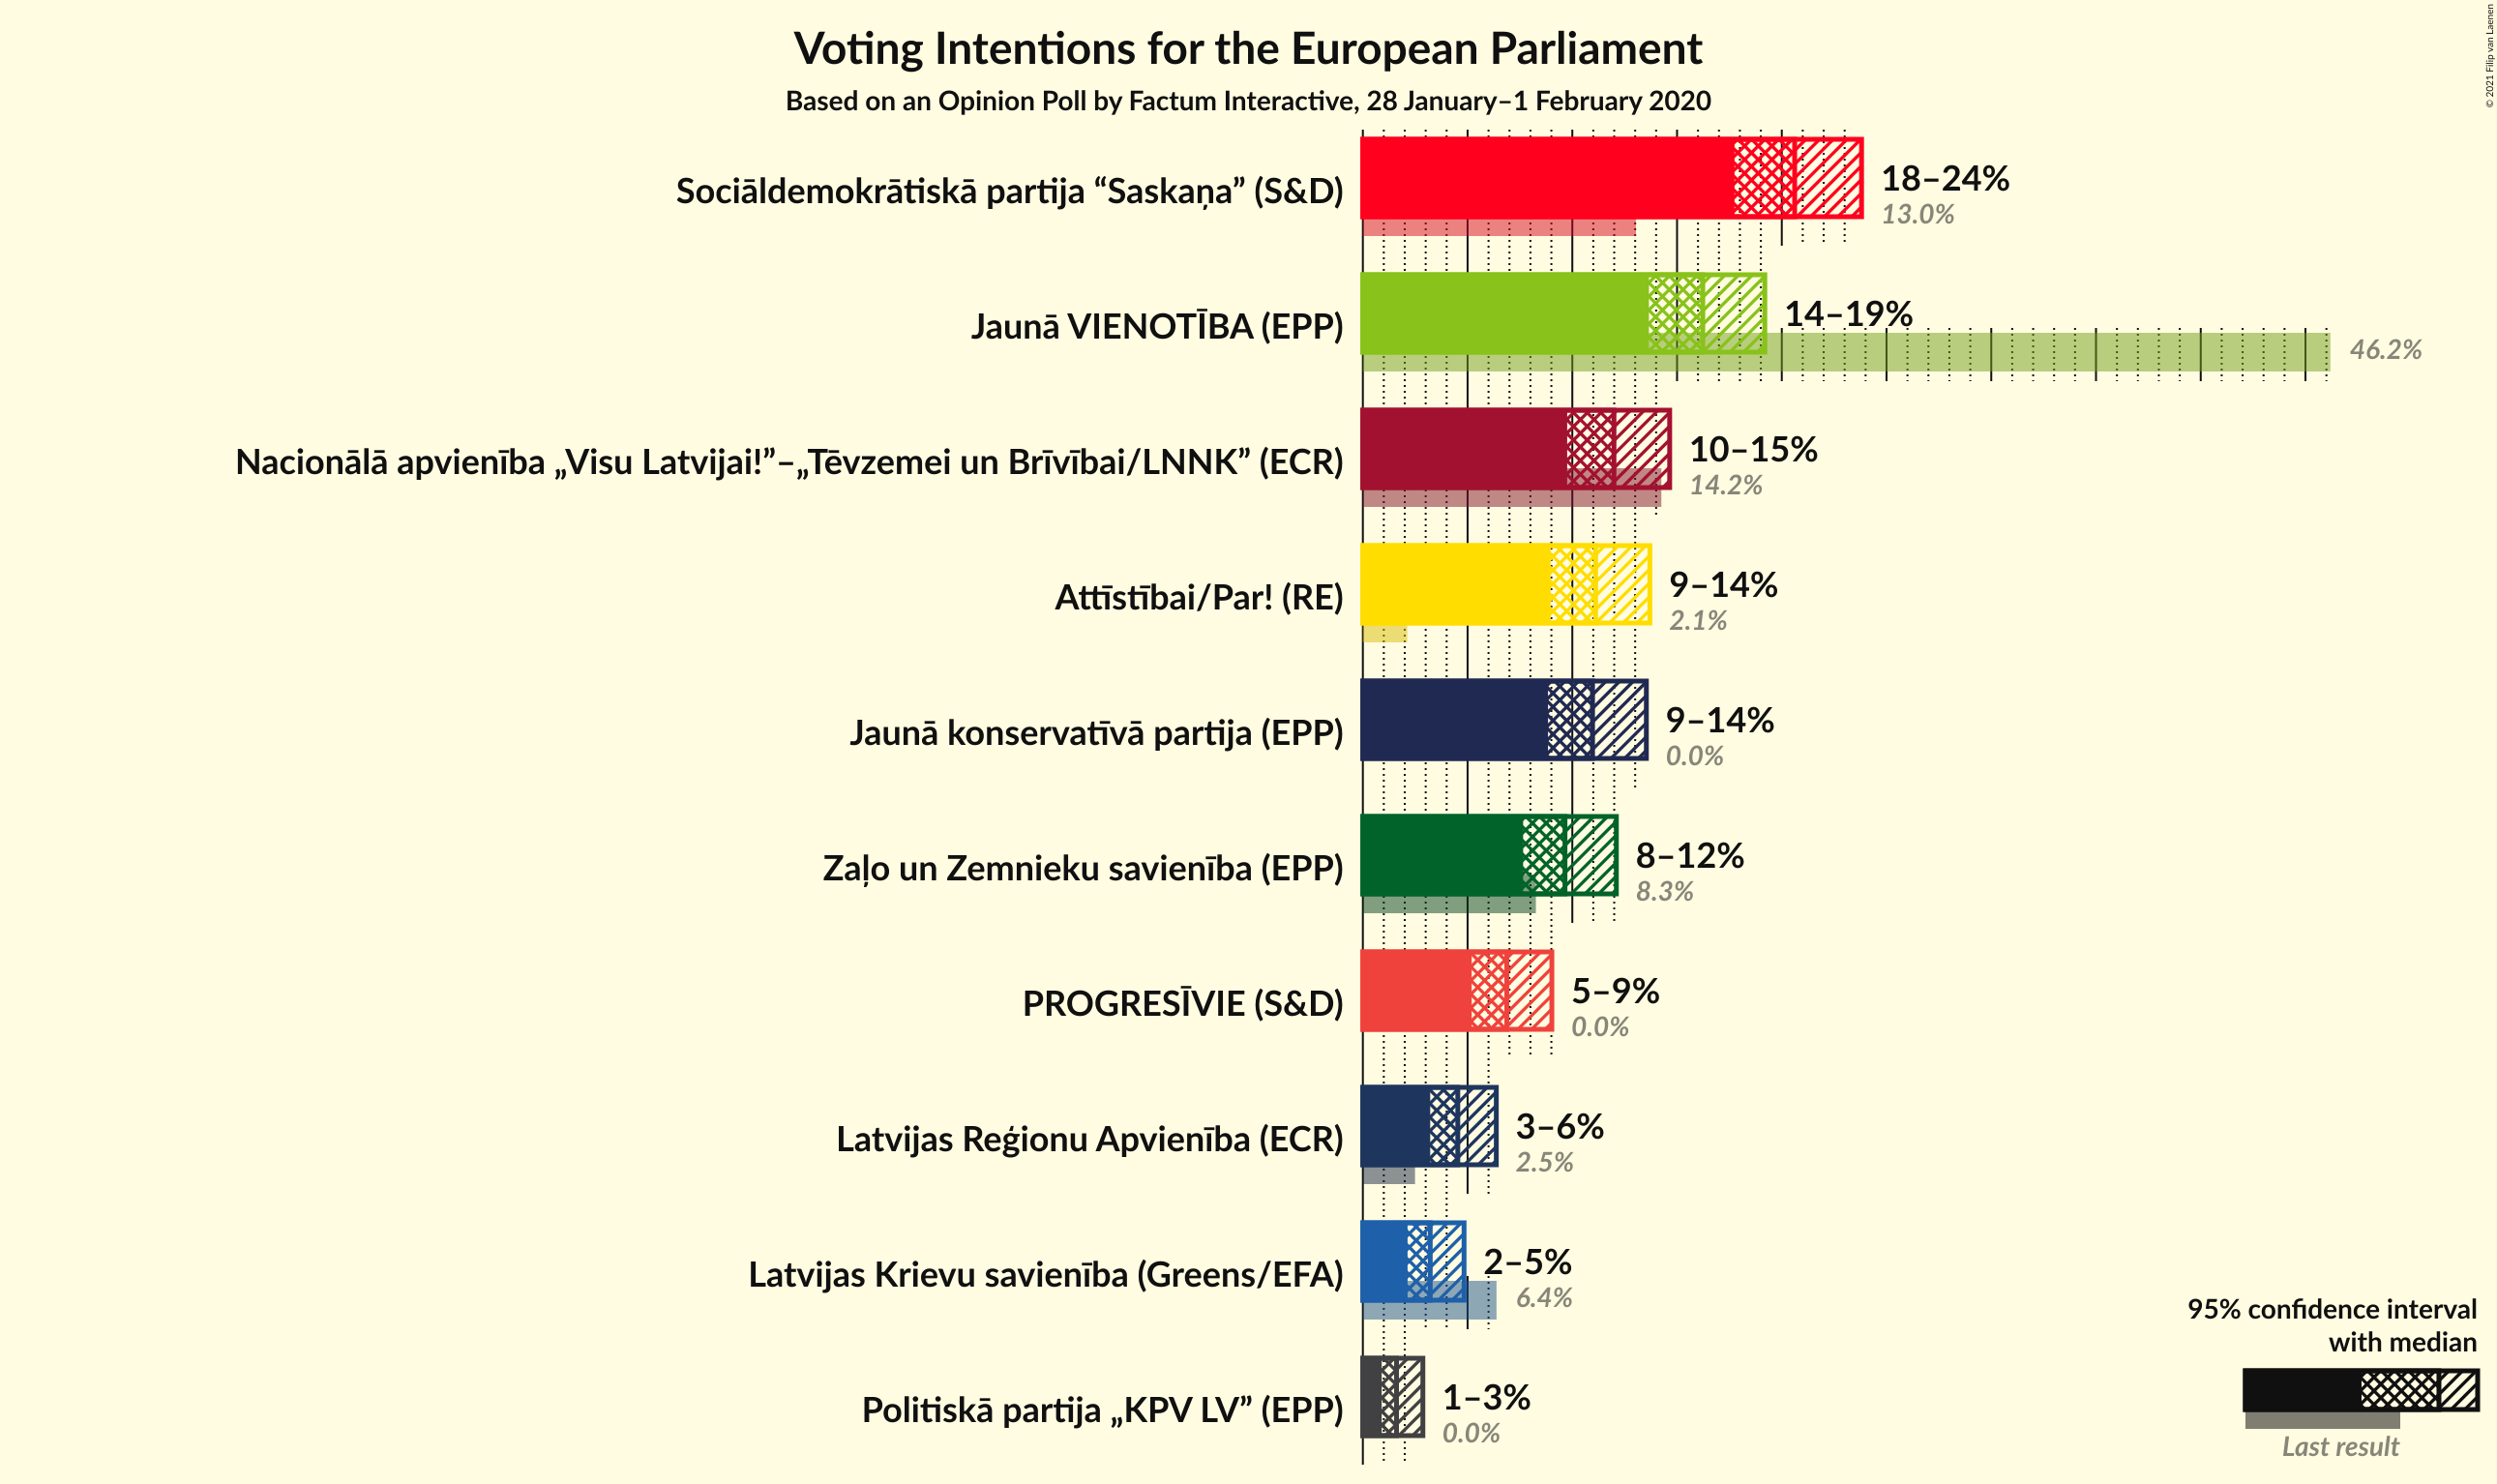 Voting Intentions for the European Parliament
Based on an Opinion Poll by Factum Interactive, 28 January–1 February 2020
© 2021 Filip van Laenen
Sociāldemokrātiskā partija “Saskaņa” (S&D)
18–24%
13.0%
Jaunā VIENOTĪBA (EPP)
14–19%
46.2%
Nacionālā apvienība „Visu Latvijai!”–„Tēvzemei un Brīvībai/LNNK” (ECR)
10–15%
14.2%
Attīstībai/Par! (RE)
9–14%
2.1%
Jaunā konservatīvā partija (EPP)
9–14%
0.0%
Zaļo un Zemnieku savienība (EPP)
8–12%
8.3%
PROGRESĪVIE (S&D)
5–9%
0.0%
Latvijas Reģionu Apvienība (ECR)
3–6%
2.5%
Latvijas Krievu savienība (Greens/EFA)
2–5%
6.4%
Politiskā partija „KPV LV” (EPP)
1–3%
0.0%
95% confidence interval
with median
Last result